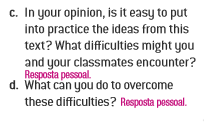 c. In your opinion, is it easy to put
into practice the ideas from this
text? What difficulties might you
and your classmates encounter?
Resposta pessoal.
d. What can you do to overcome
these difficulties? Resposta pessoal.